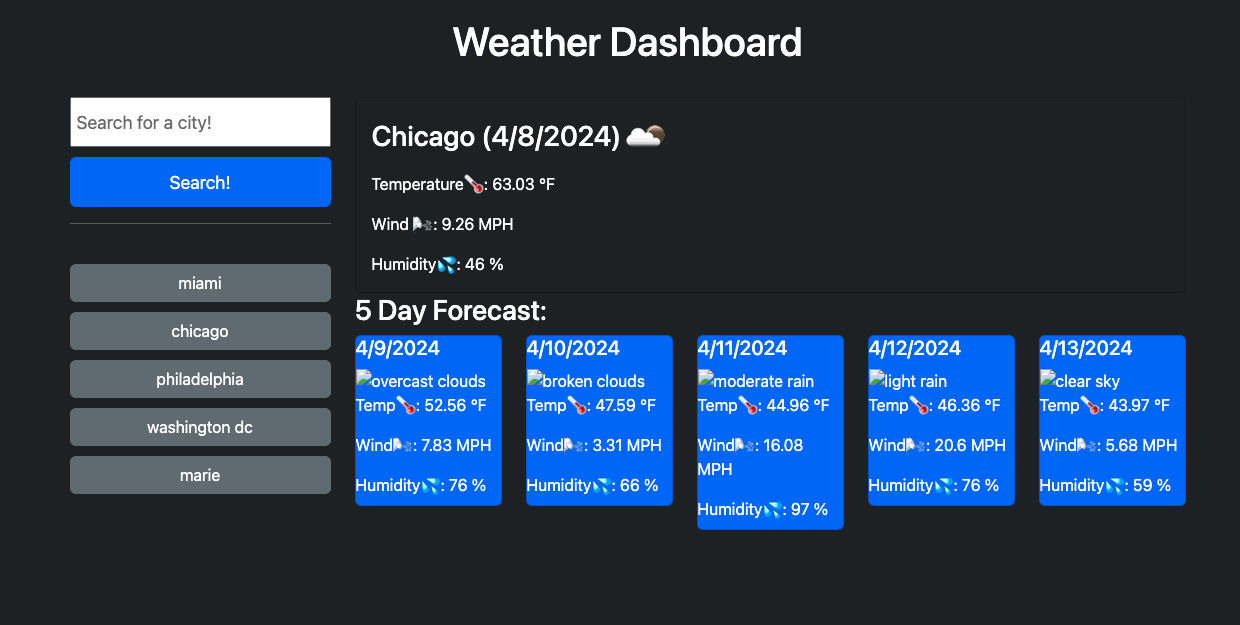 Weather Dashboard
Search for a city!
Search!
miami
chicago
philadelphia
washington dc
marie
Chicago (4/8/2024)
Temperature🌡️: 63.03 °F
Wind 🌬️: 9.26 MPH
Humidity💦: 46 %
5 Day Forecast:
4/9/2024
overcast clouds
Temp🌡️: 52.56 °F
Wind🌬️: 7.83 MPH
Humidity💦: 76 %
4/10/2024
broken clouds
Temp🌡️: 47.59 °F
Wind🌬️: 3.31 MPH
Humidity💦: 66 %
4/11/2024
moderate rain
Temp🌡️: 44.96 °F
Wind🌬️: 16.08
MPH
Humidity💦: 97 %
4/12/2024
light rain
Temp🌡️: 46.36 °F
Wind🌬️: 20.6 MPH
Humidity💦: 76 %
4/13/2024
clear sky
Temp🌡️: 43.97 °F
Wind🌬️: 5.68 MPH
Humidity💦: 59 %